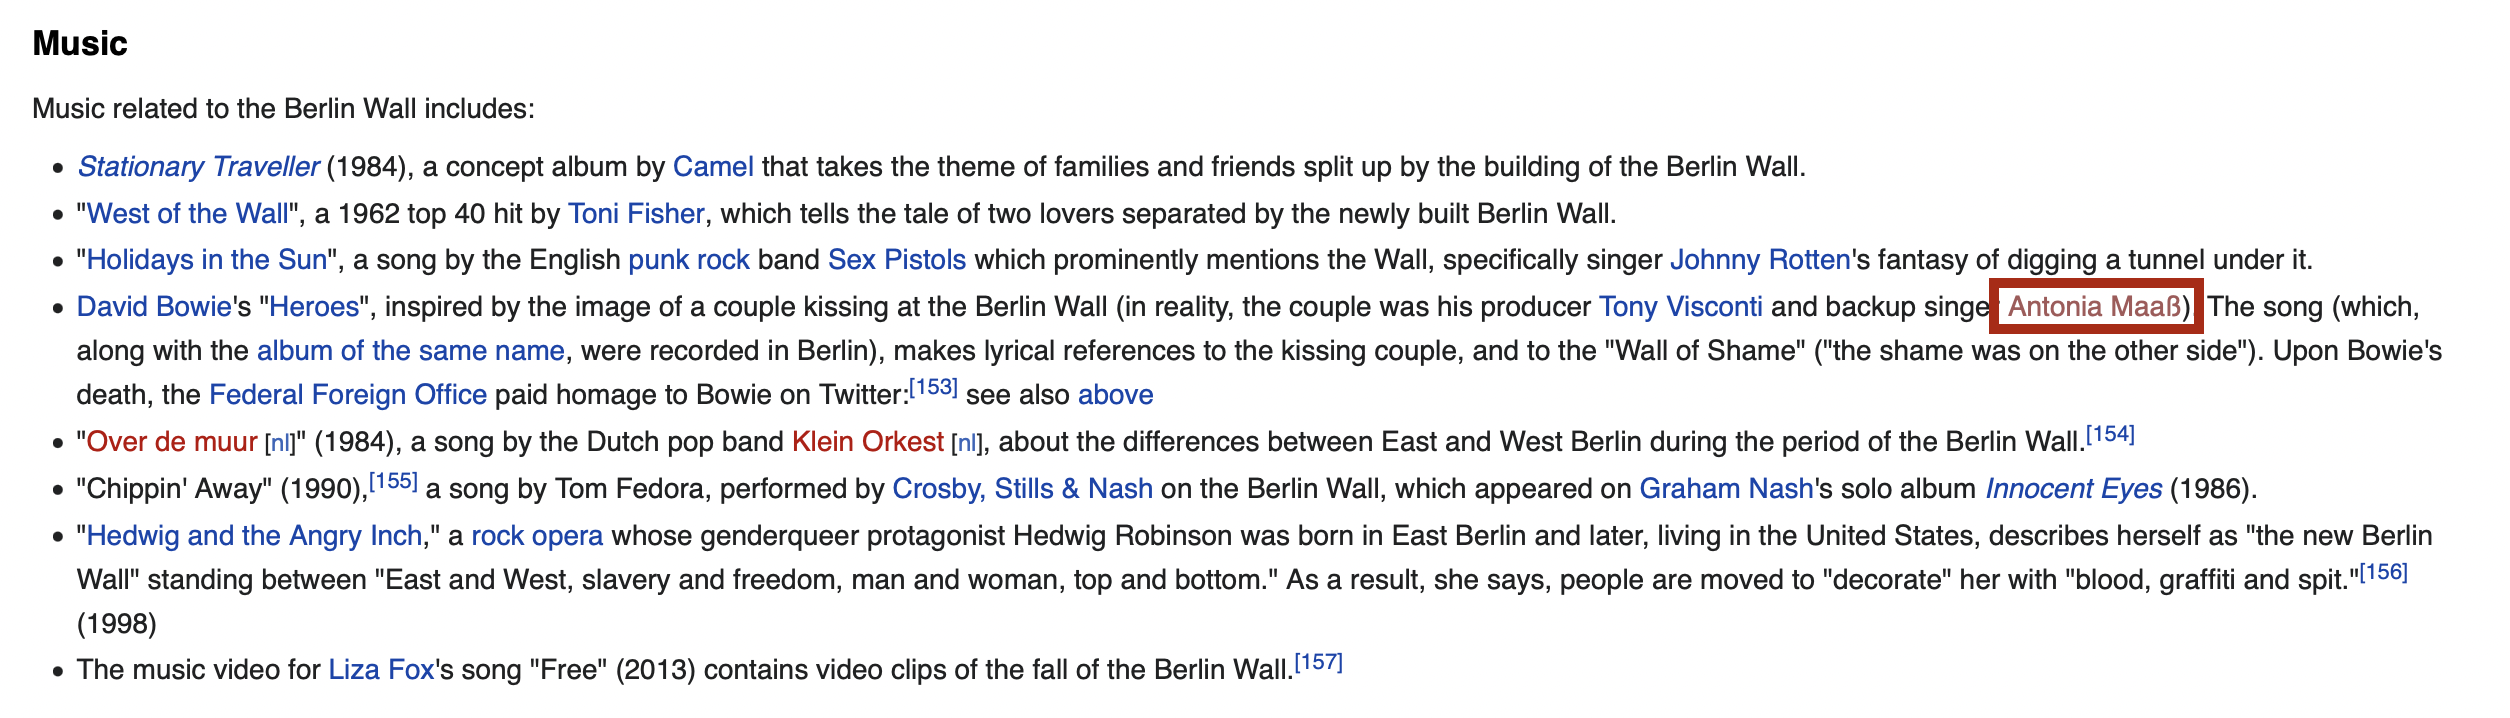 Music
Music related to the Berlin Wall includes:
• Stationary Traveller (1984), a concept album by Camel that takes the theme of families and friends split up by the building of the Berlin Wall.
• "West of the Wall", a 1962 top 40 hit by Toni Fisher, which tells the tale of two lovers separated by the newly built Berlin Wall.
• "Holidays in the Sun", a song by the English punk rock band Sex Pistols which prominently mentions the Wall, specifically singer Johnny Rotten's fantasy of digging a tunnel under it.
• David Bowie's "Heroes", inspired by the image of a couple kissing at the Berlin Wall (in reality, the couple was his producer Tony Visconti and backup singer Antonia Maaß) The song (which,
along with the album of the same name, were recorded in Berlin), makes lyrical references to the kissing couple, and to the "Wall of Shame" ("the shame was on the other side"). Upon Bowie's
death, the Federal Foreign Office paid homage to Bowie on Twitter:[153] see also above
• "Over de muur [nl]" (1984), a song by the Dutch pop band Klein Orkest [nl], about the differences between East and West Berlin during the period of the Berlin Wall.[154]
• "Chippin' Away" (1990),[155] a song by Tom Fedora, performed by Crosby, Stills & Nash on the Berlin Wall, which appeared on Graham Nash's solo album Innocent Eyes (1986).
• "Hedwig and the Angry Inch," a rock opera whose genderqueer protagonist Hedwig Robinson was born in East Berlin and later, living in the United States, describes herself as "the new Berlin
Wall" standing between "East and West, slavery and freedom, man and woman, top and bottom." As a result, she says, people are moved to "decorate" her with "blood, graffiti and spit."[156]
(1998)
• The music video for Liza Fox's song "Free" (2013) contains video clips of the fall of the Berlin Wall.[157]